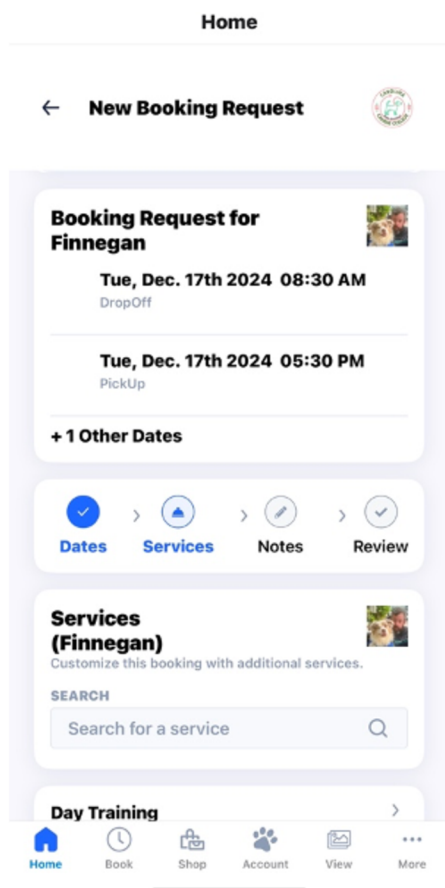 Home
New Booking Request
Booking Request for
Finnegan
Tue, Dec. 17th 2024 08:30 AM
DropOff
Tue, Dec. 17th 2024 05:30 PM
PickUp
+ 1 Other Dates
Dates
Services
Notes
Review
Services
(Finnegan)
Customize this booking with additional services.
SEARCH
Search for a service
Day Training
Home
Book
Shop
Account
View
More